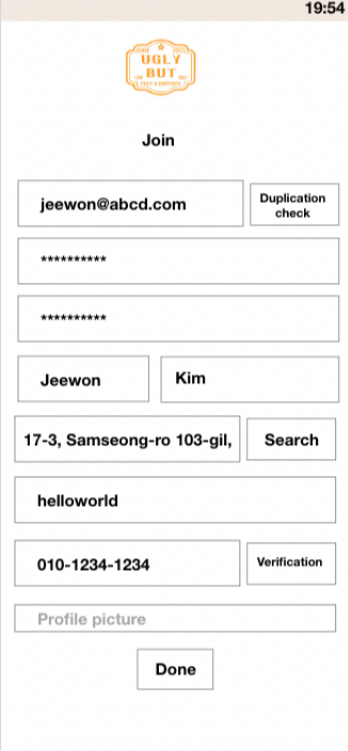 19:54
UGLY
BUT
Join
jeewon@abcd.com
Duplication
check
**********
**********
Jeewon
Kim
17-3, Samseong-ro 103-gil,
Search
helloworld
010-1234-1234
Verification
Profile picture
Done